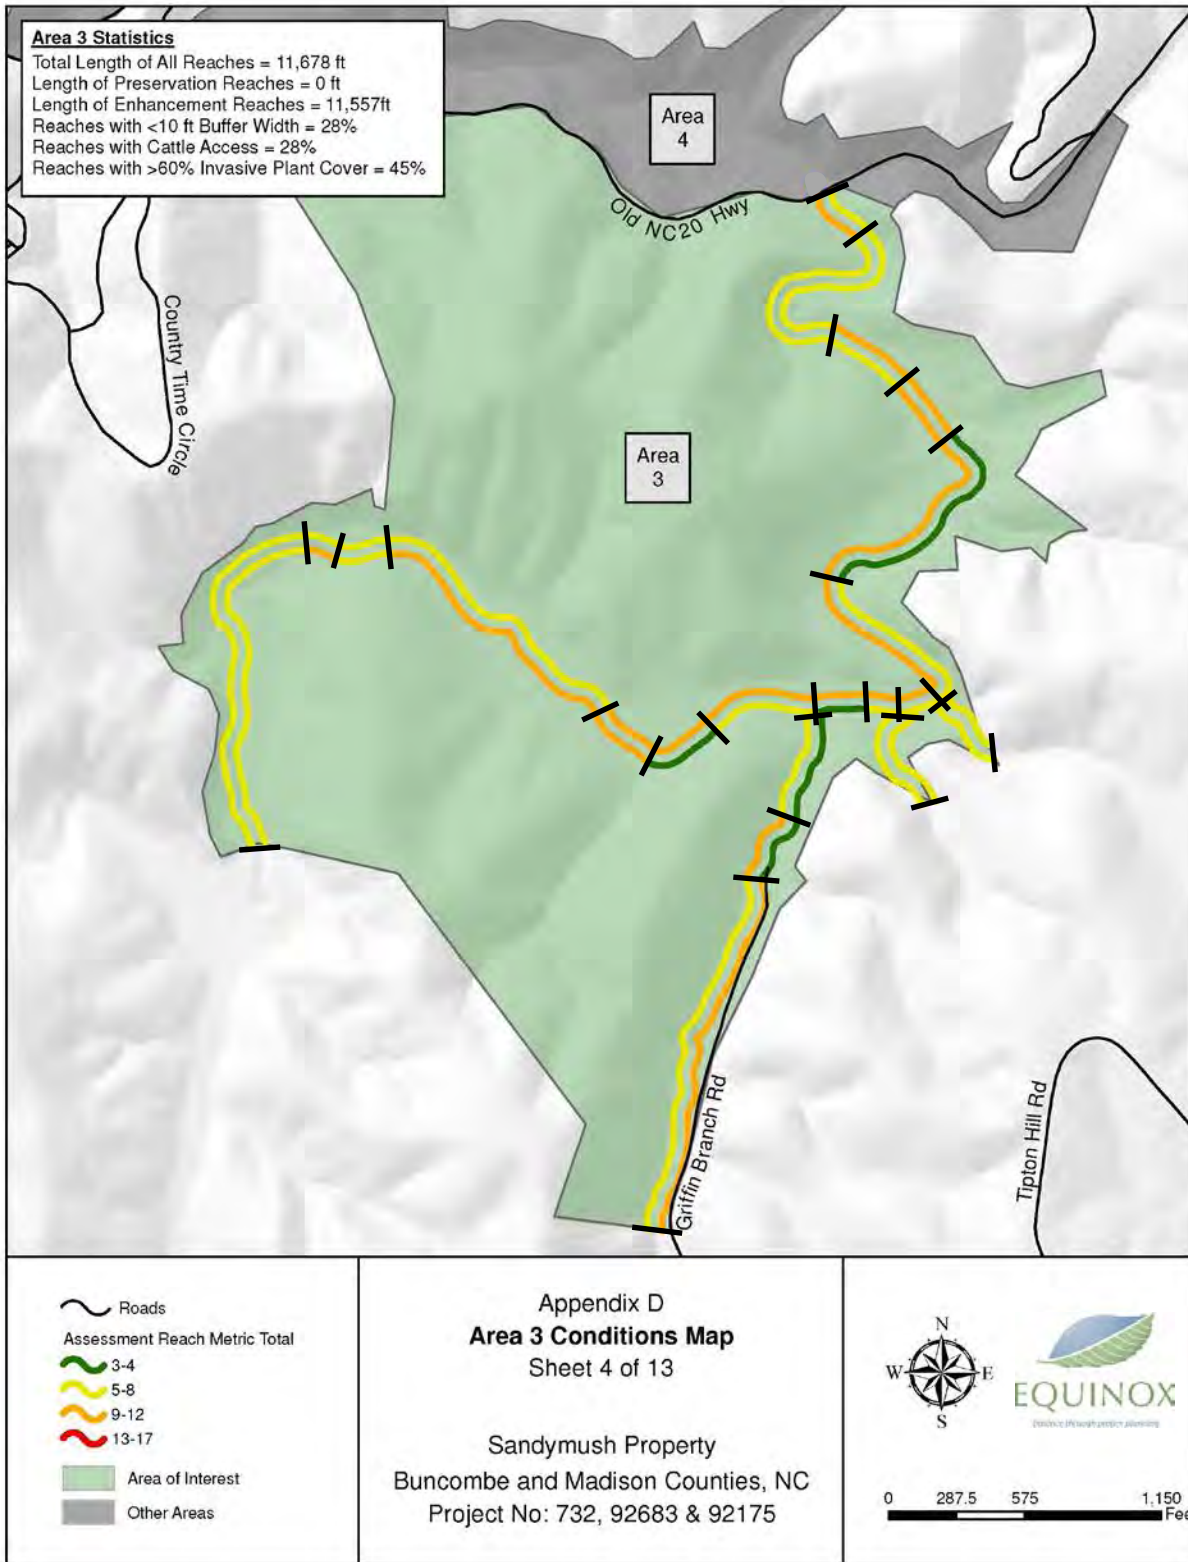 Area 3 Statistics
Total Length of All Reaches = 11,678 ft
Length of Preservation Reaches = 0 ft
Length of Enhancement Reaches = 11,557ft
Reaches with <10 ft Buffer Width = 28%
Reaches with Cattle Access = 28%
Reaches with >60% Invasive Plant Cover = 45%
Area
4
Old NC20 Hwy
Country Time Circle
Area
3
Griffin Branch Rd
Tipton Hill Rd
Roads
Assessment Reach Metric Total
3-4
5-8
9-12
13-17
Area of Interest
Other Areas
Appendix D
Area 3 Conditions Map
Sheet 4 of 13
Sandymush Property
Buncombe and Madison Counties, NC
Project No: 732, 92683 & 92175
N
W E
S
EQUINOX
balance through proper planning
0 287.5 575 1,150
Fee